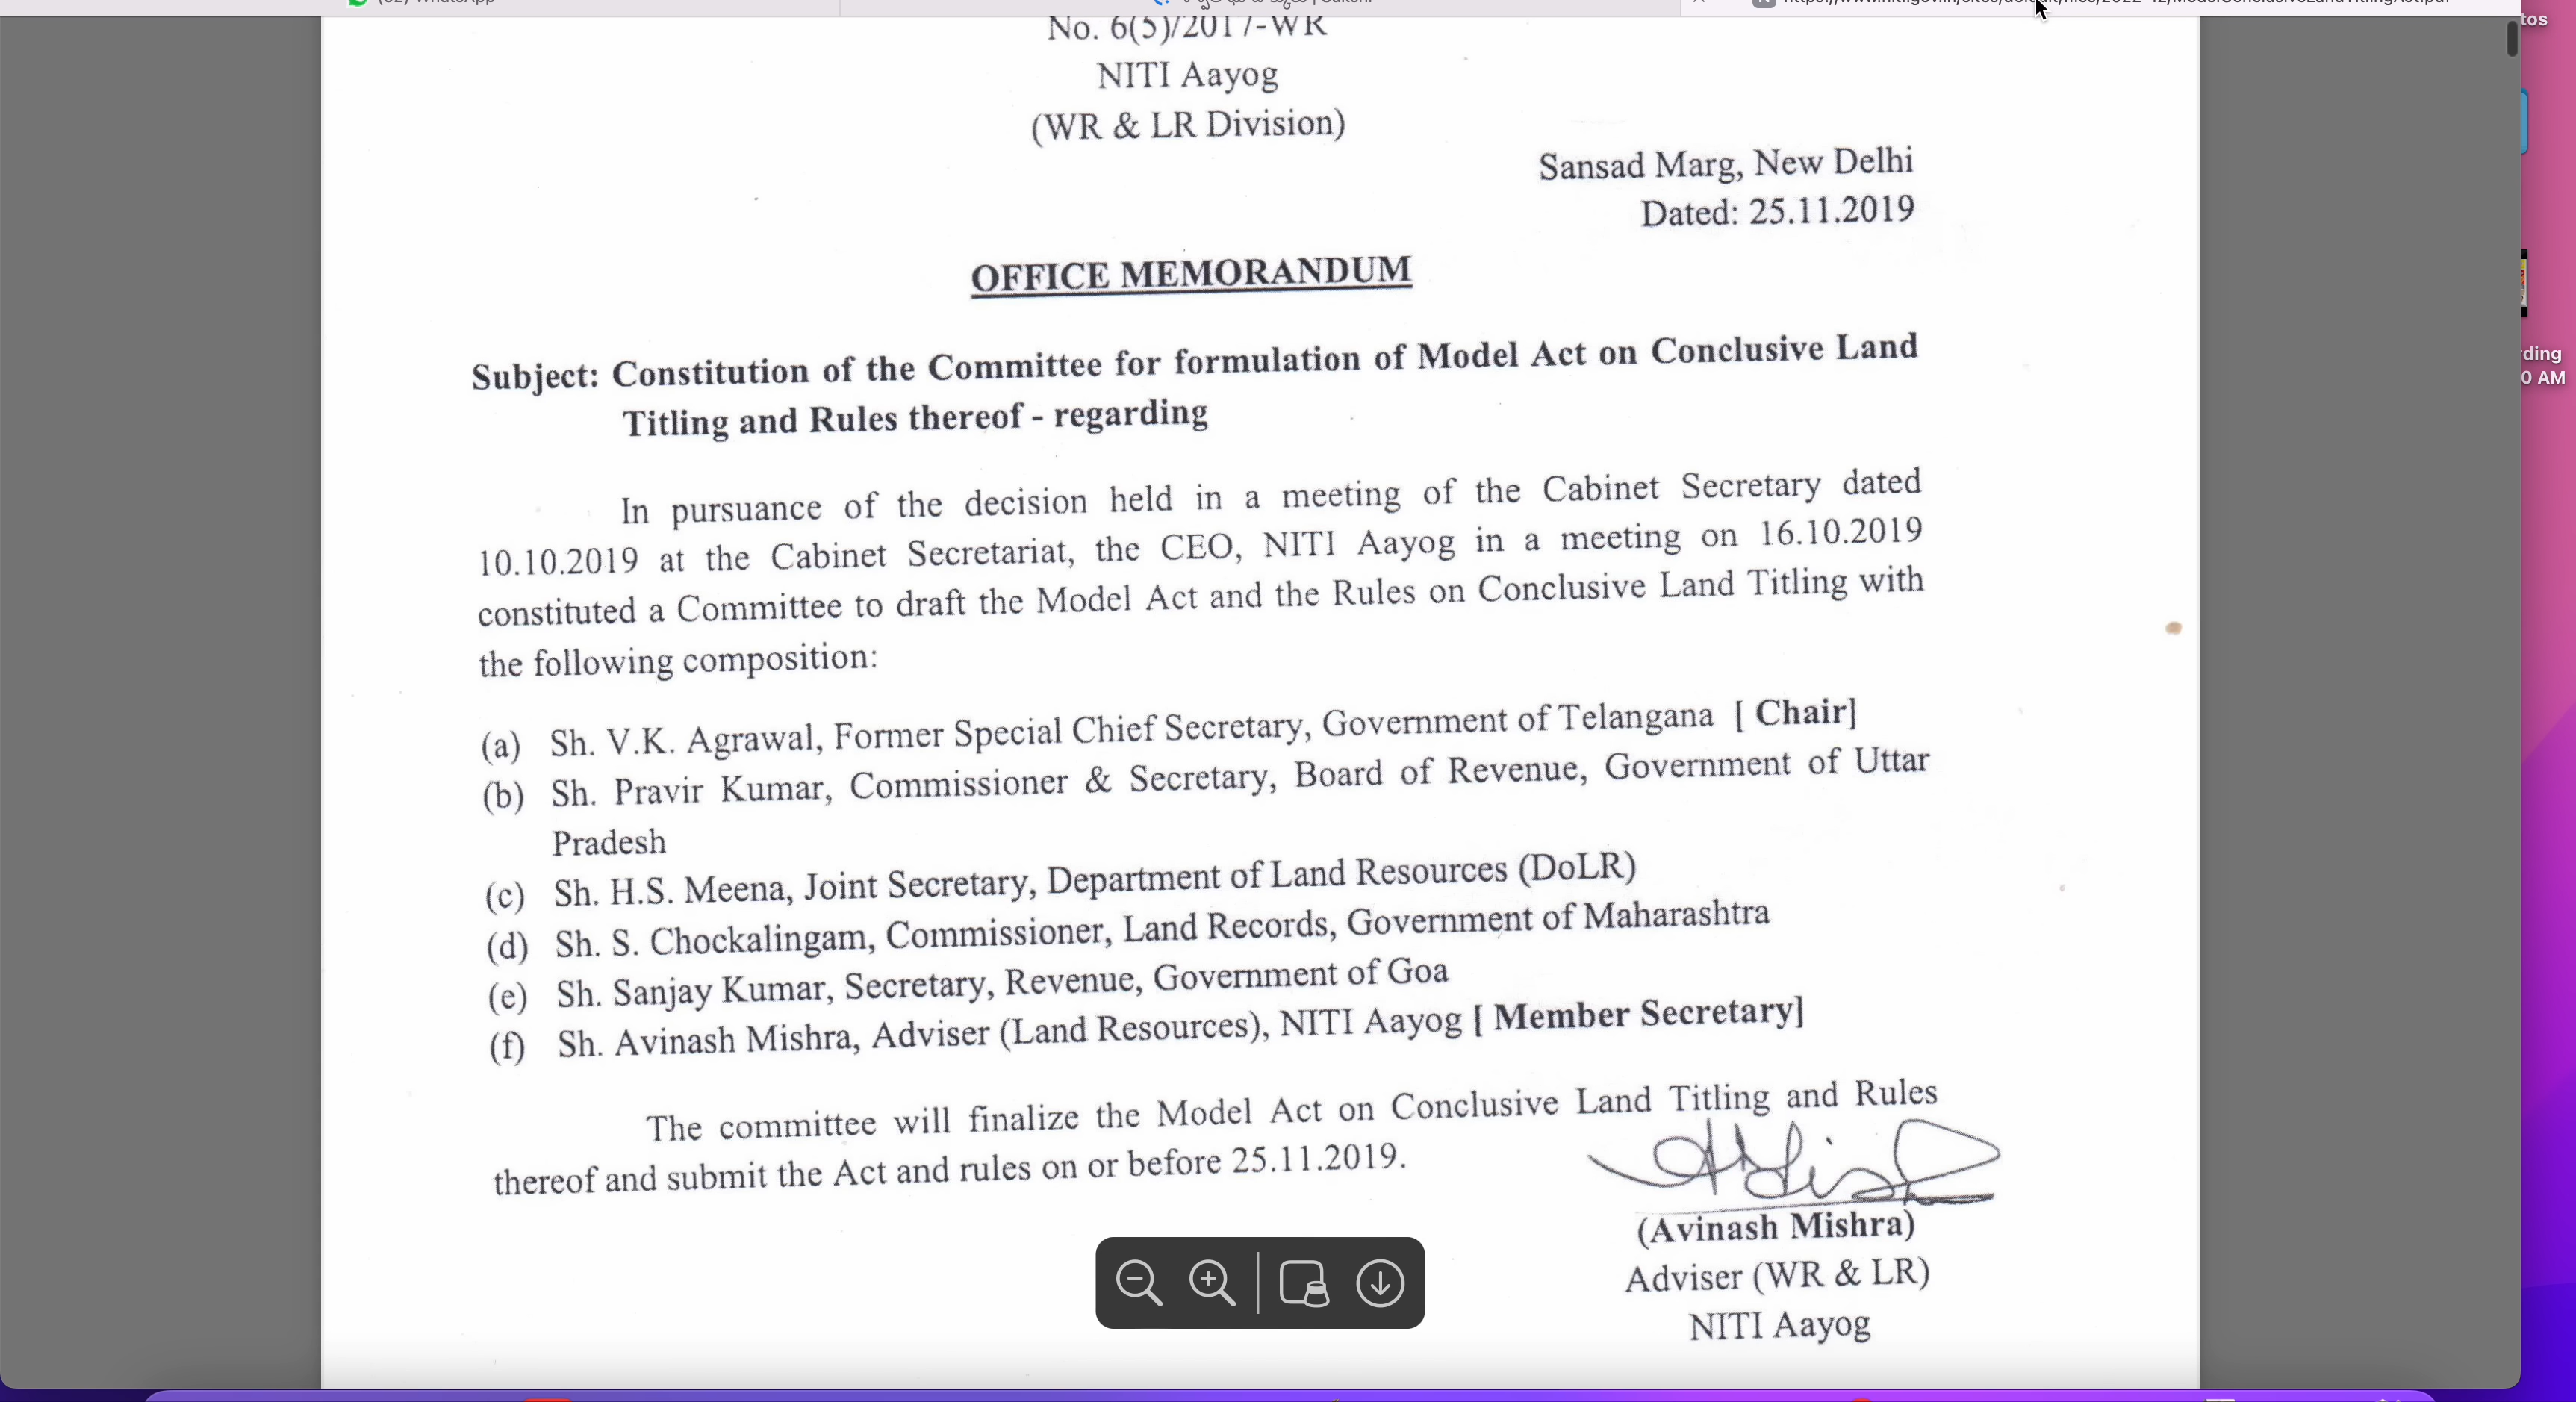 No. 6(5)/2017-WR
NITI Aayog
(WR & LR Division)
Sansad Marg, New Delhi
Dated: 25.11.2019
OFFICE MEMORANDUM
Subject: Constitution of the Committee for formulation of Model Act on Conclusive Land
Titling and Rules thereof - regarding
In pursuance of the decision held in a meeting of the Cabinet Secretary dated
10.10.2019 at the Cabinet Secretariat, the CEO, NITI Aayog in a meeting on 16.10.2019
constituted a Committee to draft the Model Act and the Rules on Conclusive Land Titling with
the following composition:
(a) Sh. V.K. Agrawal, Former Special Chief Secretary, Government of Telangana [ Chair]
(b) Sh. Pravir Kumar, Commissioner & Secretary, Board of Revenue, Government of Uttar
Pradesh
(c) Sh. H.S. Meena, Joint Secretary, Department of Land Resources (DoLR)
(d) Sh. S. Chockalingam, Commissioner, Land Records, Government of Maharashtra
(e) Sh. Sanjay Kumar, Secretary, Revenue, Government of Goa
(f) Sh. Avinash Mishra, Adviser (Land Resources), NITI Aayog [ Member Secretary]
The committee will finalize the Model Act on Conclusive Land Titling and Rules
thereof and submit the Act and rules on or before 25.11.2019.
(Avinash Mishra)
Adviser (WR & LR)
NITI Aayog
tos
rding
0 AM